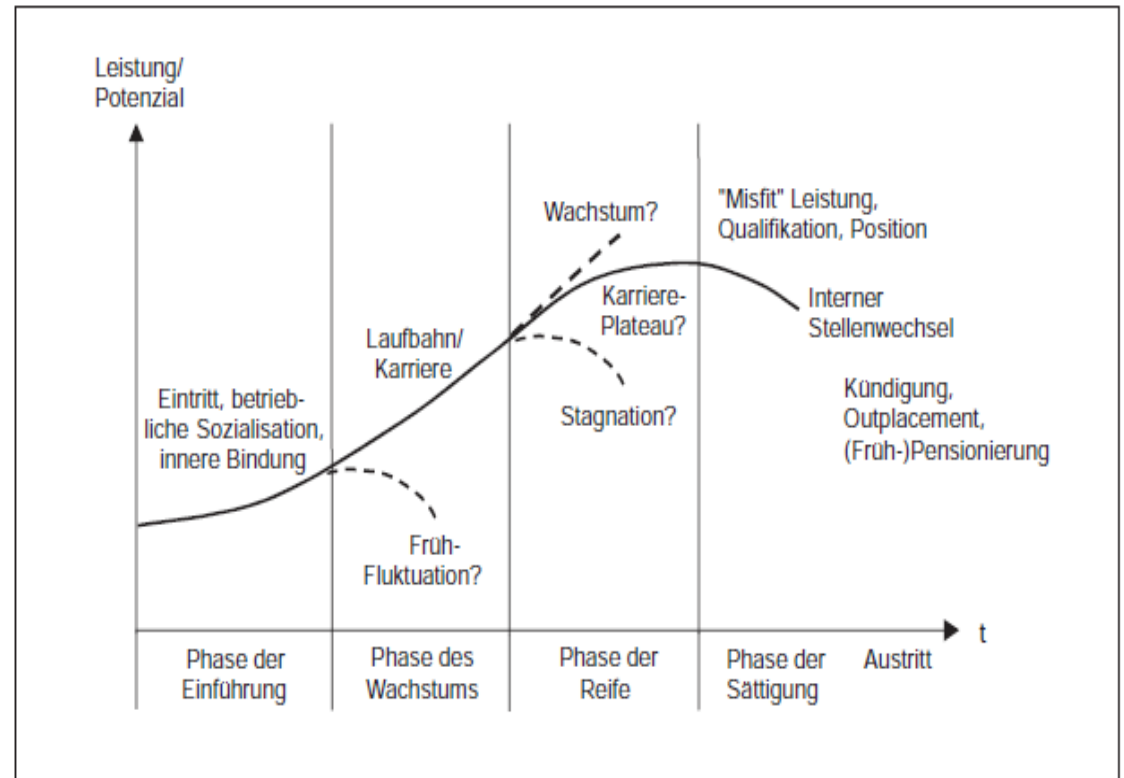 Leistung/
Potenzial
"Misfit" Leistung,
Qualifikation, Position
Wachstum?
Karriere-
Plateau?
Interner
Stellenwechsel
Laufbahn/
Karriere
Stagnation?
Kündigung,
Outplacement,
(Früh-)Pensionierung
Eintritt, betrieb-
liche Sozialisation,
innere Bindung
Früh-
Fluktuation?
t
Phase der
Einführung
Phase des
Wachstums
Phase der
Reife
Phase der
Sättigung
Austritt